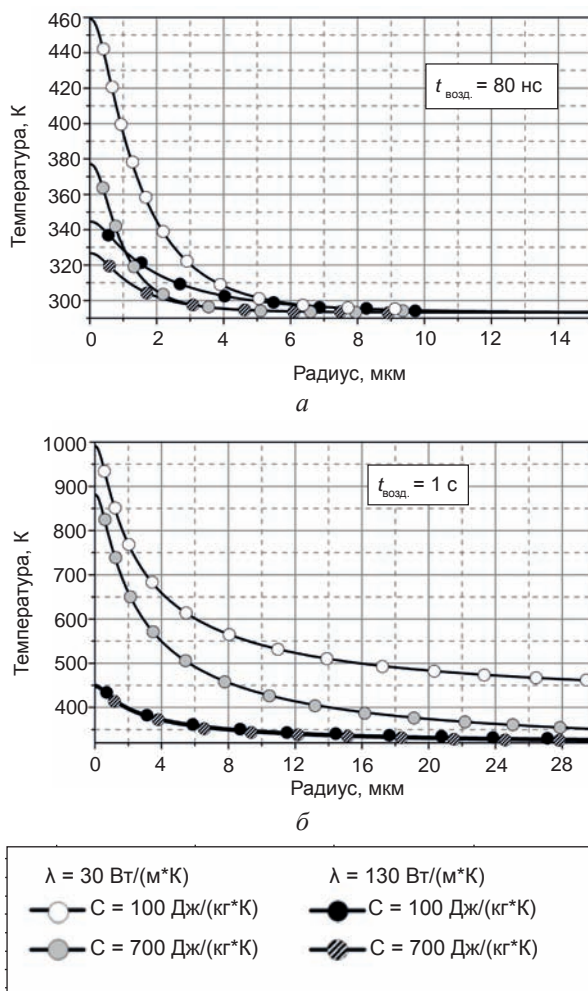 460
440
420
400
380
360
340
320
300
Температура, К
t возд. = 80 нс
0 2 4 6 8 10 12 14
Радиус, мкм
а
1000
900
800
700
600
500
400
Температура, К
tвозд. = 1 с
0 4 8 12 16 20 24 28
Радиус, мкм
б
λ = 30 Вт/(м*К) λ = 130 Вт/(м*К)
С = 100 Дж/(кг*К) С = 100 Дж/(кг*К)
С = 700 Дж/(кг*К) С = 700 Дж/(кг*К)